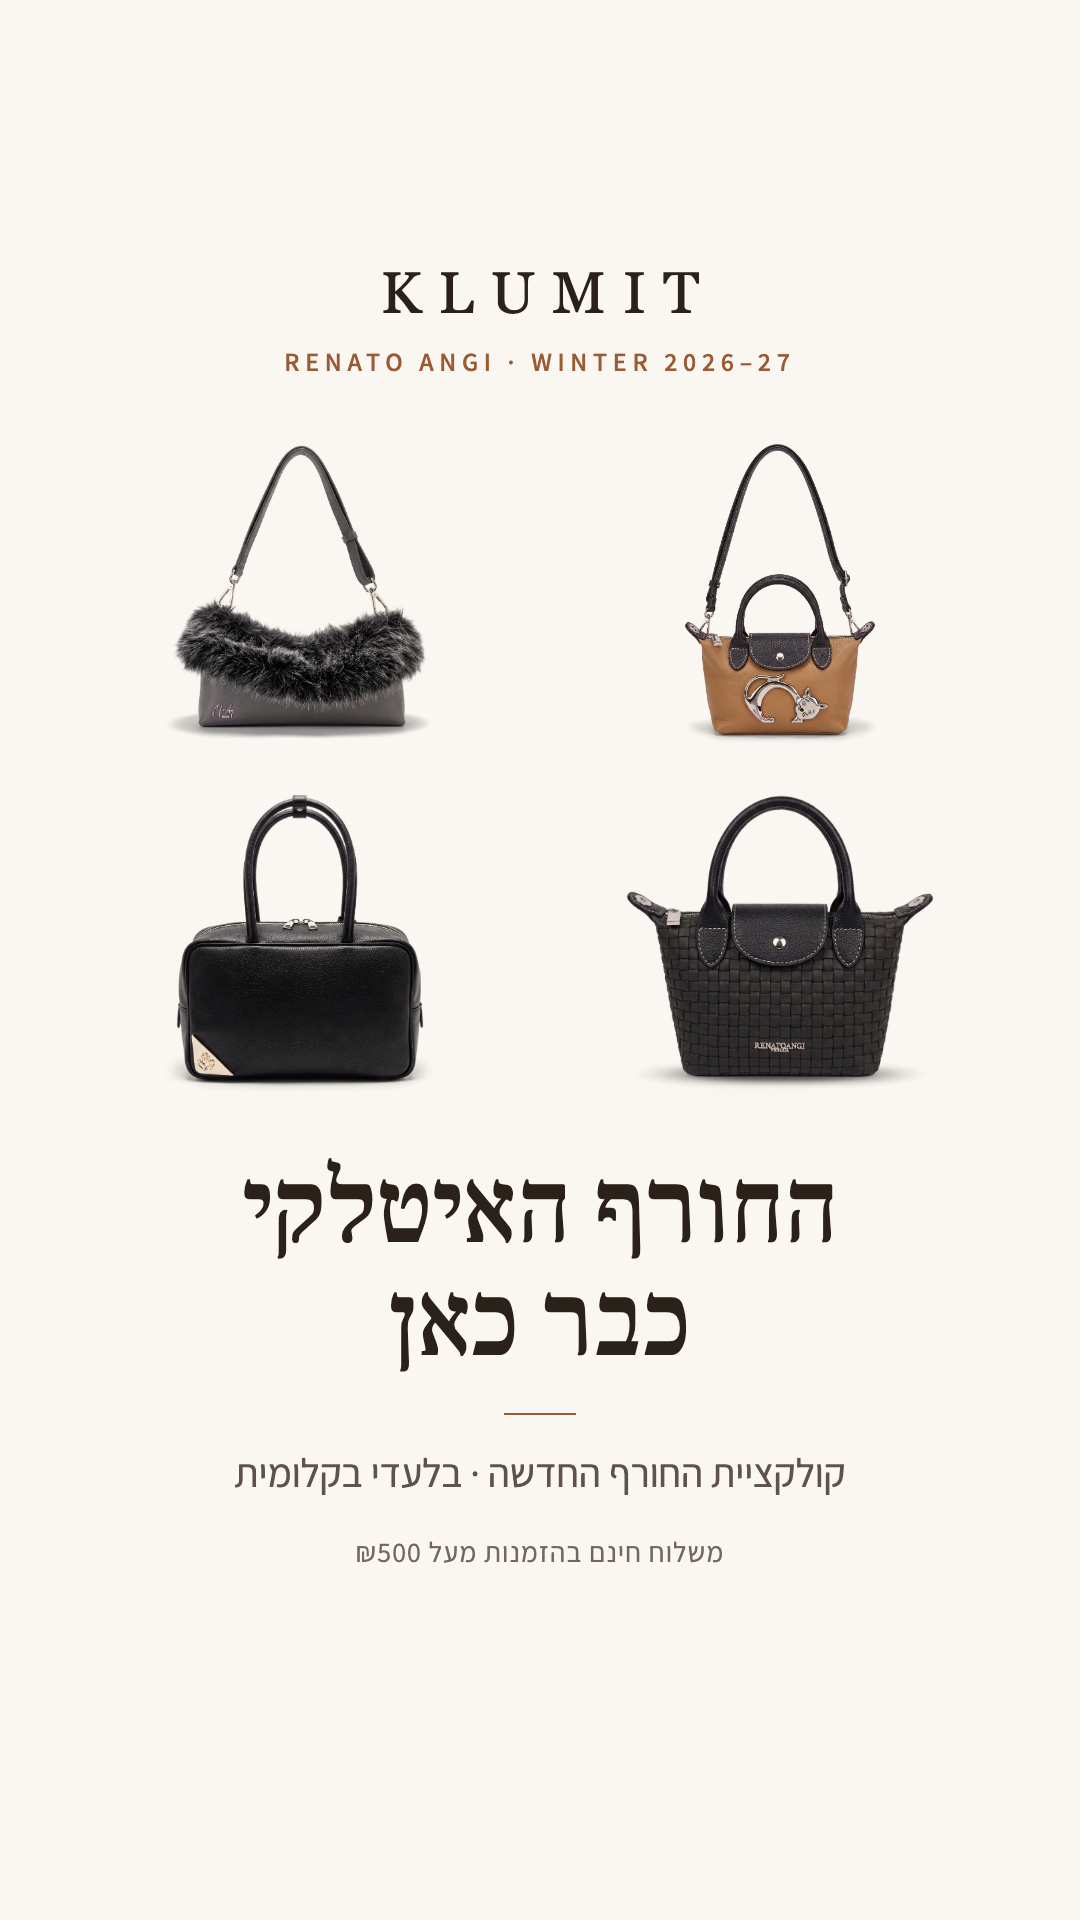 KLUMIT
RENATO ANGI · WINTER 2026–27
RENATOANGI
החורף האיטלקי
כבר כאן
קולקציית החורף החדשה · בלעדי בקלומית
משלוח חינם בהזמנות מעל ₪500